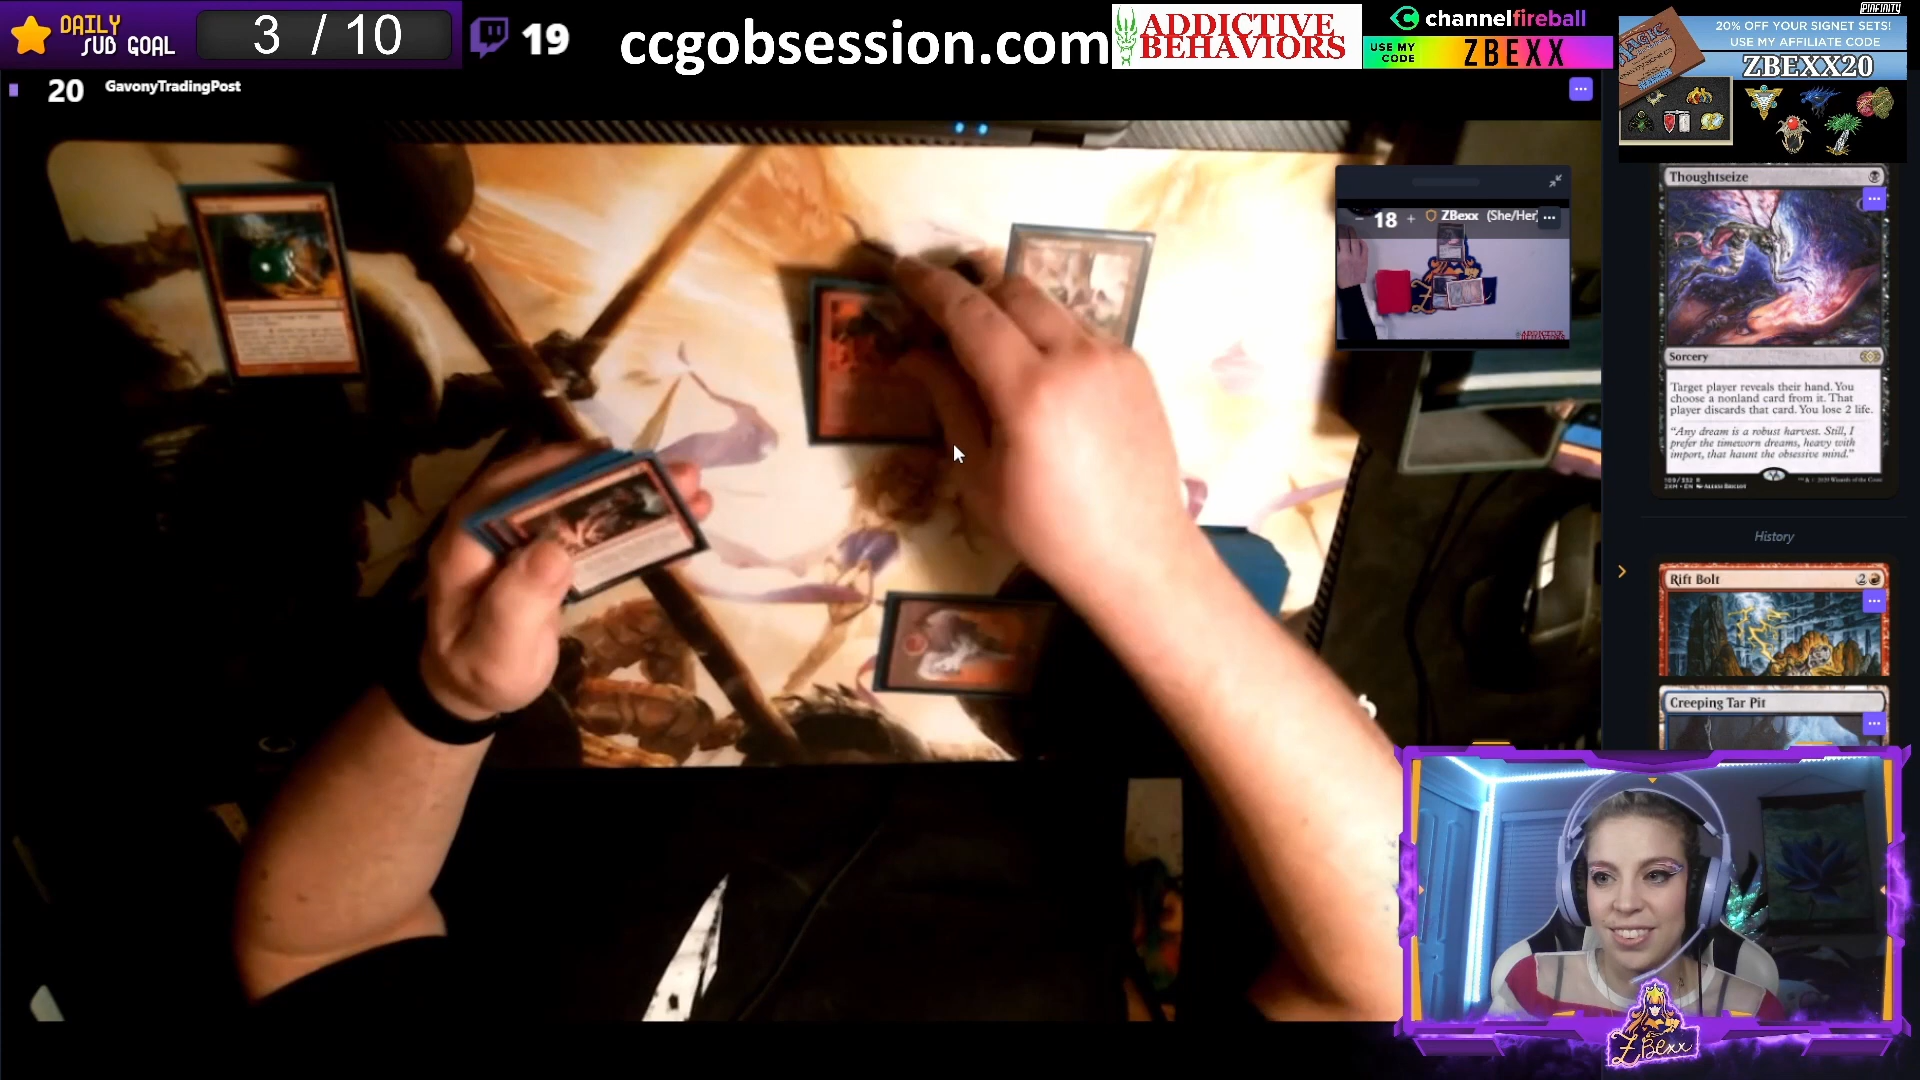 DAILY
SUB GOAL
3 / 10
19
ccgobsession.com
ADDICTIVE
BEHAVIORS
channelfireball
USE MY
CODE
ZBEXX
PINFINITY
20% OFF YOUR SIGNET SETS!
USE MY AFFILIATE CODE
ZBEXX20
20
GavonyTradingPost
18
ZBexx (She/Her
Thoughtseize
Sorcery
Target player reveals their hand. You
choose a nonland card from it. That
player discards that card. You lose 2 life.
"Any dream is a robust harvest. Still, I
prefer the timeworn dreams, heavy with
import, that haunt the obsessive mind."
History
Rift Bolt
2
Creeping Tar Pit
ZBexx